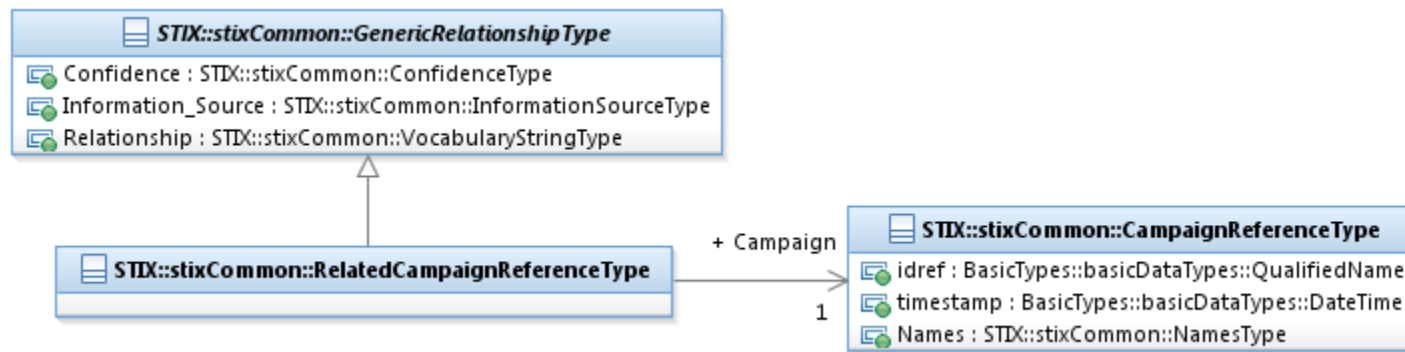 STIX::stixCommon::GenericRelationshipType
Confidence : STIX::stixCommon::ConfidenceType
Information_Source : STIX::stixCommon::InformationSourceType
Relationship : STIX::stixCommon::VocabularyStringType
STIX::stixCommon::RelatedCampaignReferenceType
+ Campaign
1
STIX::stixCommon::CampaignReferenceType
idref : BasicTypes::basicDataTypes::QualifiedName
timestamp : BasicTypes::basicDataTypes::DateTime
Names : STIX::stixCommon::NamesType